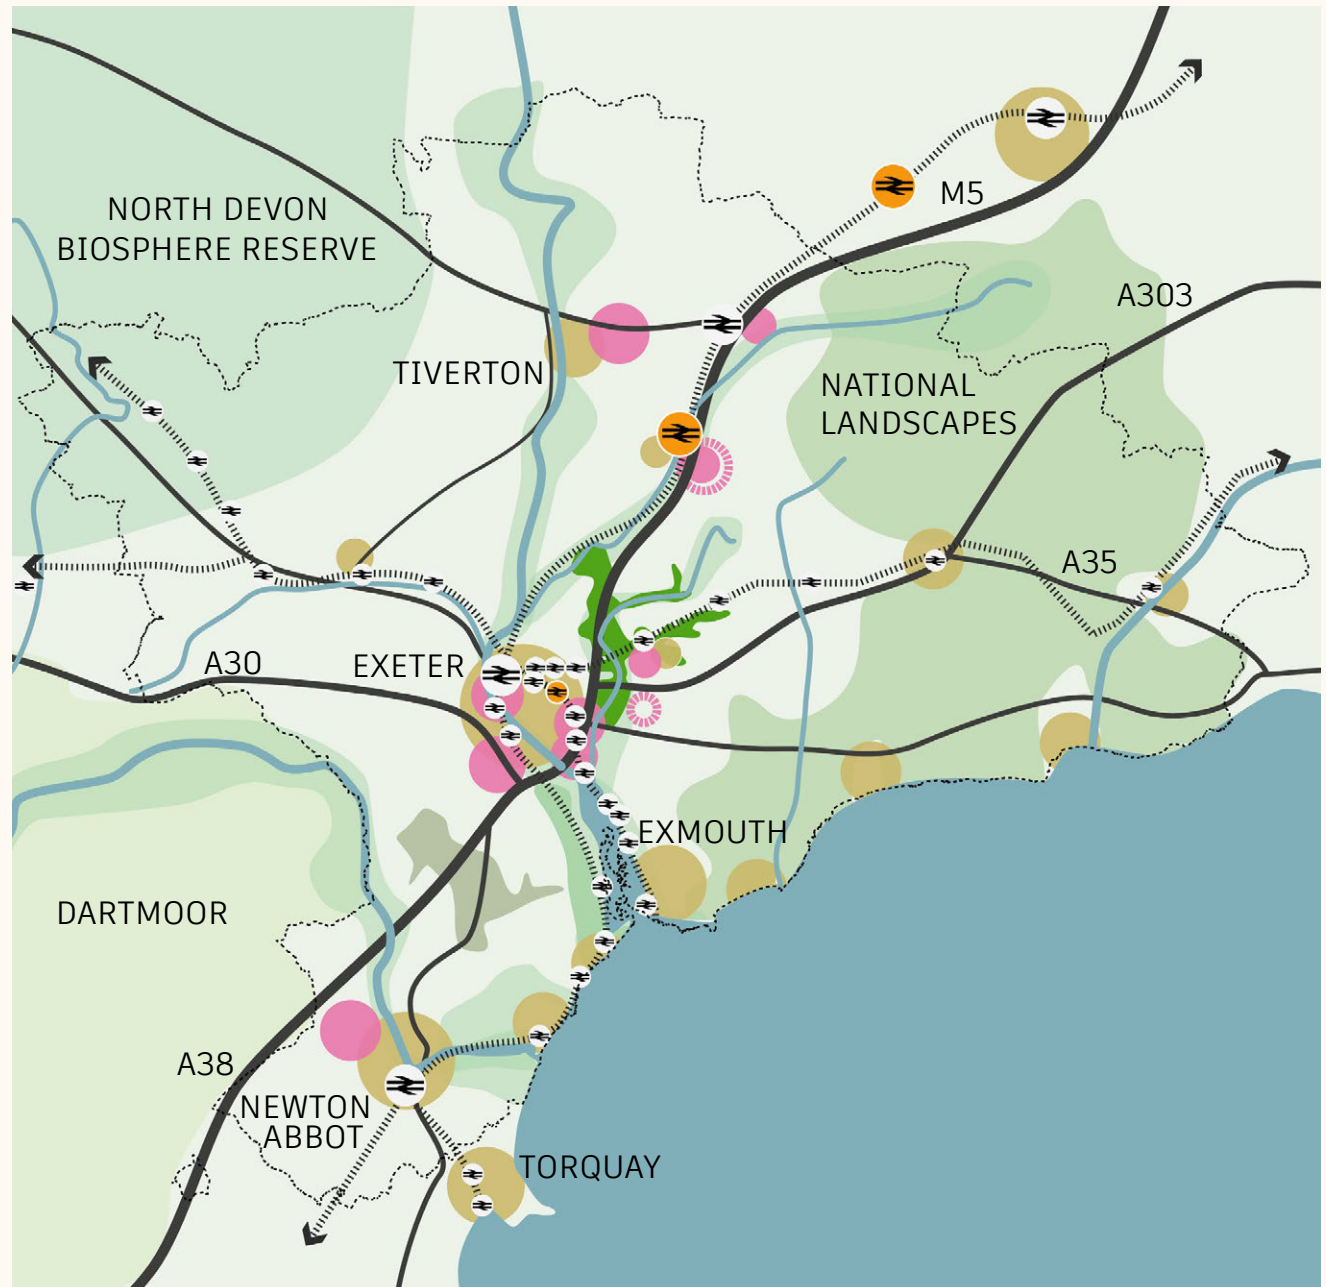 NORTH DEVON
BIOSPHERE RESERVE
M5
A303
TIVERTON
NATIONAL
LANDSCAPES
A35
A30
EXETER
EXMOUTH
DARTMOOR
A38
NEWTON
ABBOT
TORQUAY